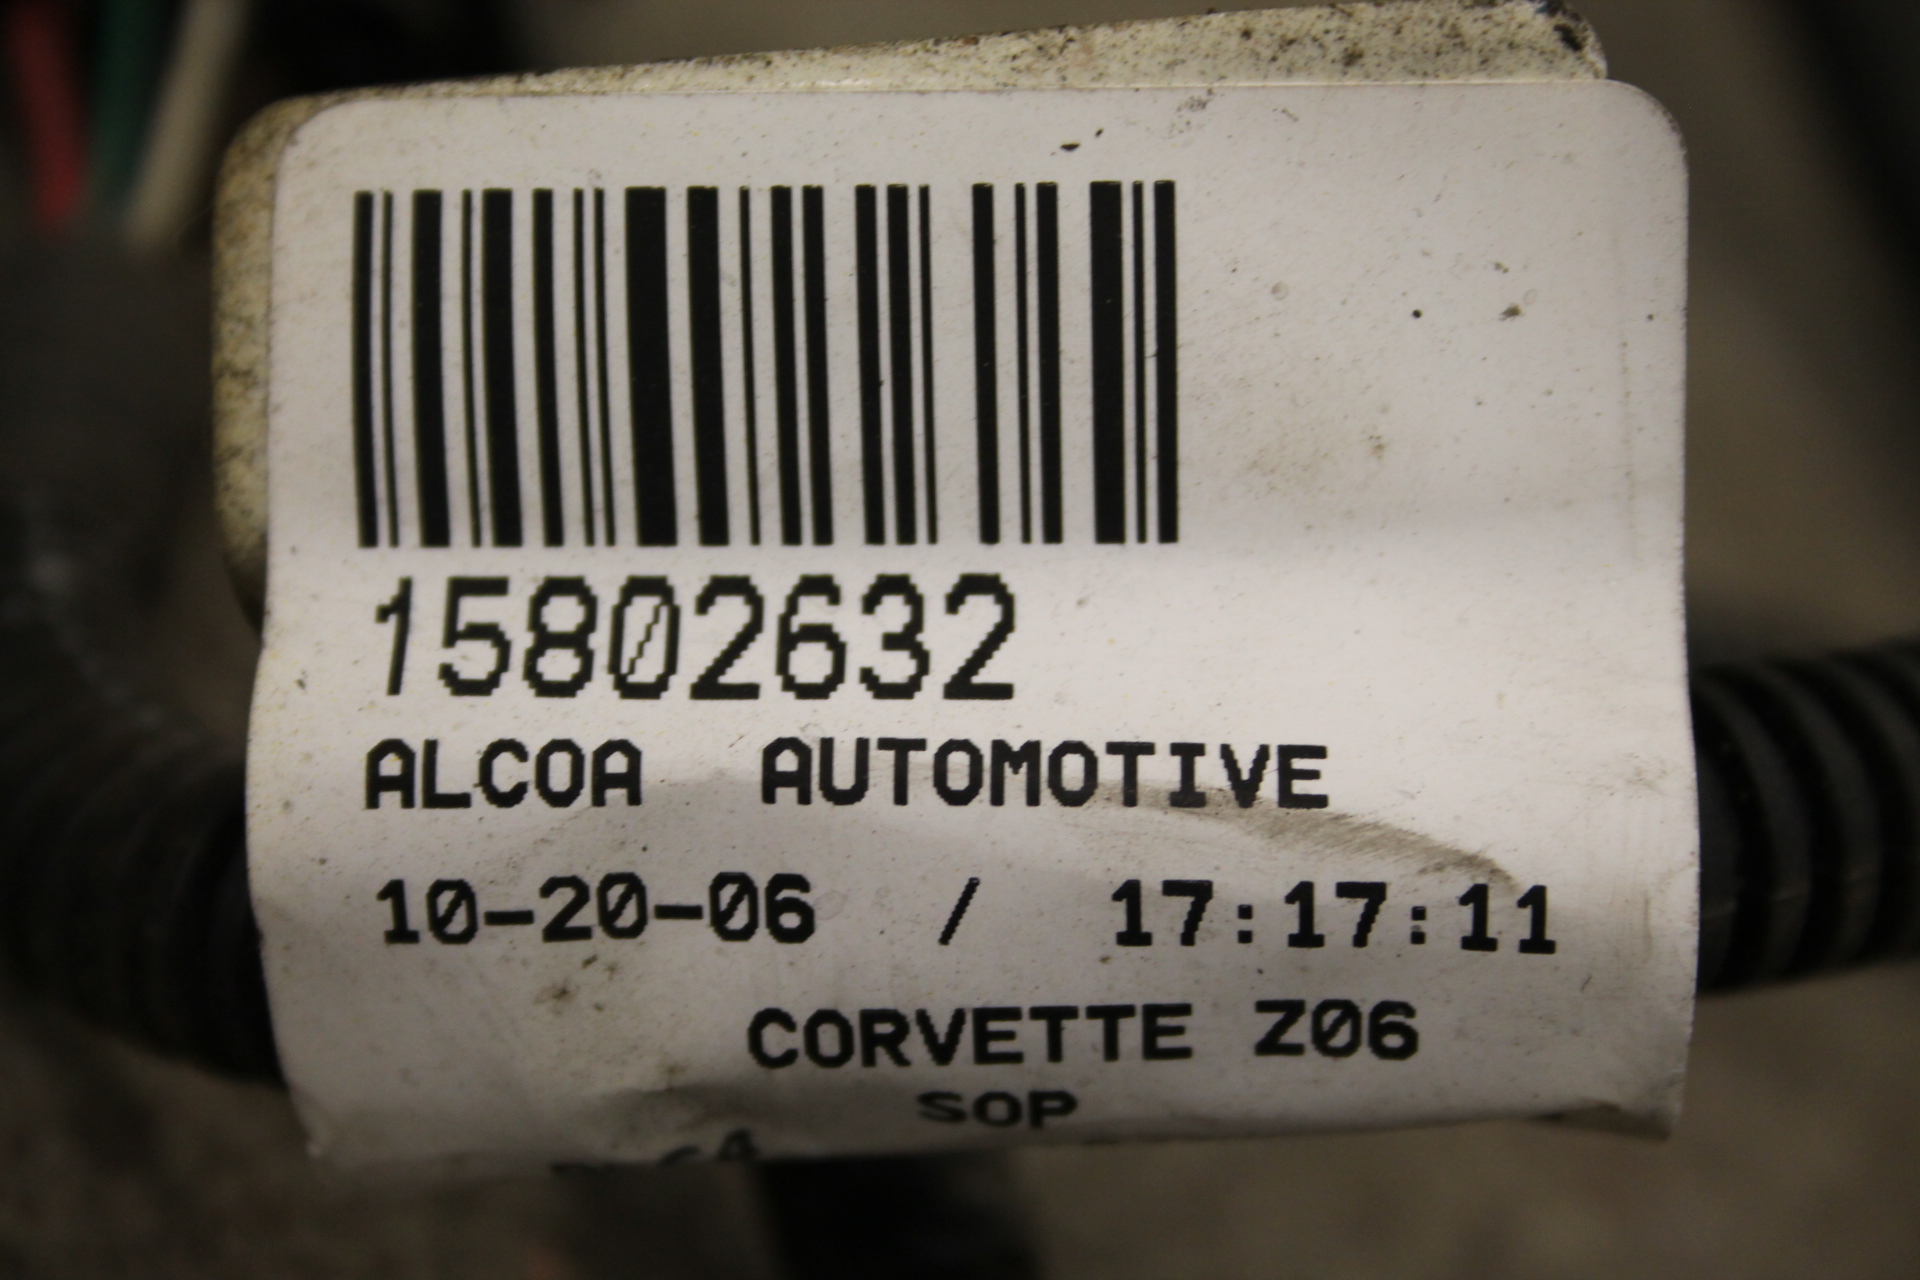 15802632
ALCOA AUTOMOTIVE
10-20-06 / 17:17:11
CORVETTE Z06
SOP